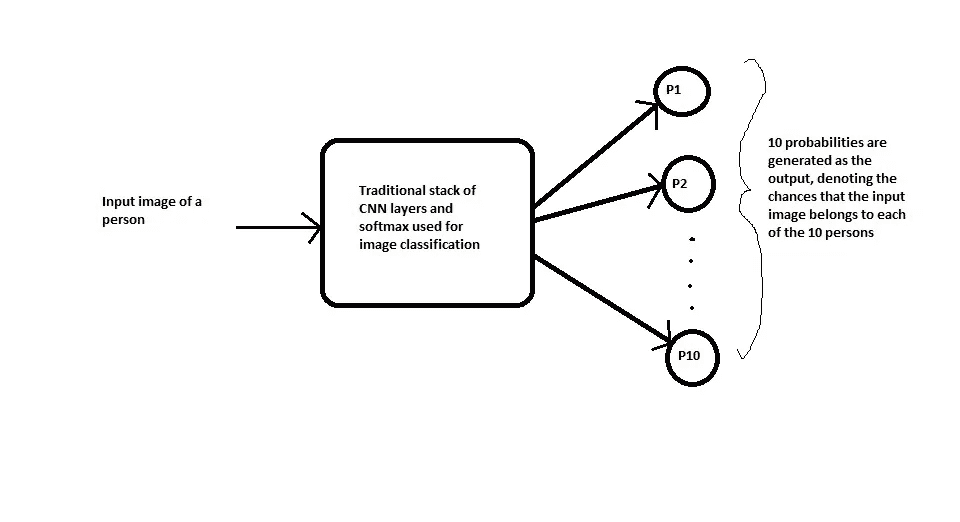 Input image of a
person
Traditional stack of
CNN layers and
softmax used for
image classification
P1
P2
P10
10 probabilities are
generated as the
output, denoting the
chances that the input
image belongs to each
of the 10 persons